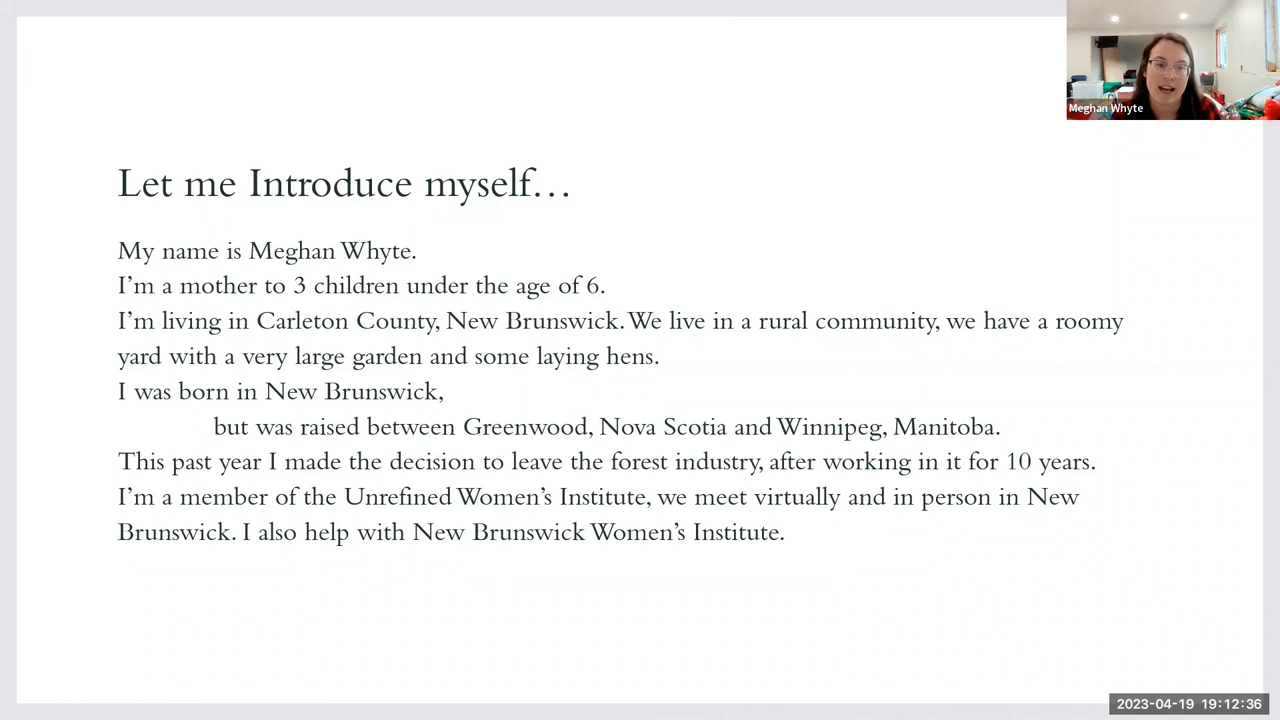 Meghan Whyte
Let me Introduce myself…
My name is Meghan Whyte.
I’m a mother to 3 children under the age of 6.
I’m living in Carleton County, New Brunswick. We live in a rural community, we have a roomy
yard with a very large garden and some laying hens.
I was born in New Brunswick,
but was raised between Greenwood, Nova Scotia and Winnipeg, Manitoba.
This past year I made the decision to leave the forest industry, after working in it for 10 years.
I’m a member of the Unrefined Women’s Institute, we meet virtually and in person in New
Brunswick. I also help with New Brunswick Women’s Institute.
2023-04-19 19:12:36